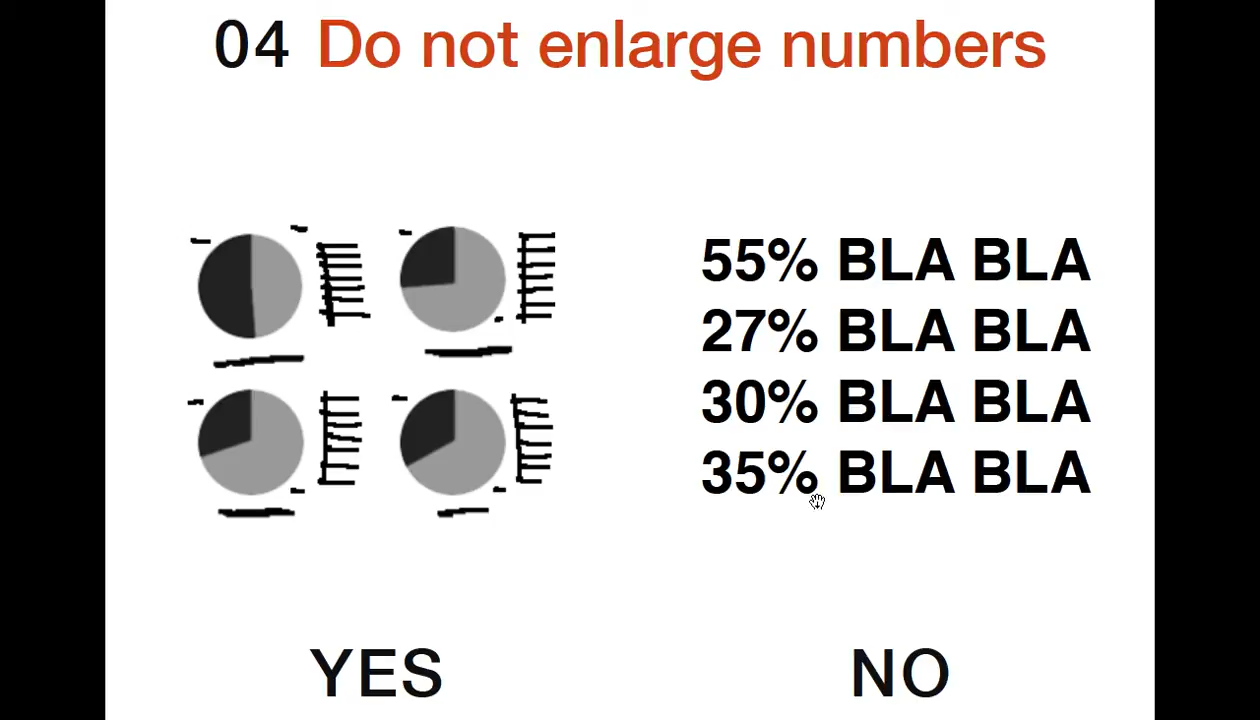 04 Do not enlarge numbers
55% BLA BLA
27% BLA BLA
30% BLA BLA
35% BLA BLA
YES
NO